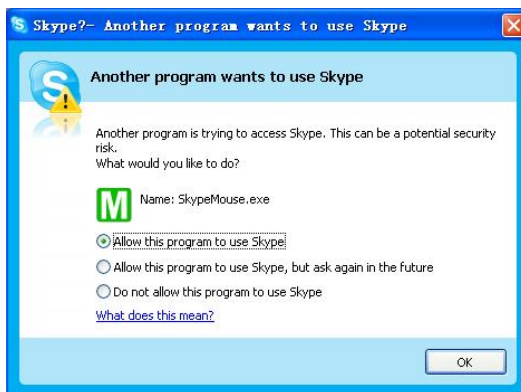 Skype?- Another program wants to use Skype
Another program wants to use Skype
Another program is trying to access Skype. This can be a potential security
risk.
What would you like to do?
M
Name: SkypeMouse.exe
Allow this program to use Skype
Allow this program to use Skype, but ask again in the future
Do not allow this program to use Skype
What does this mean?
OK